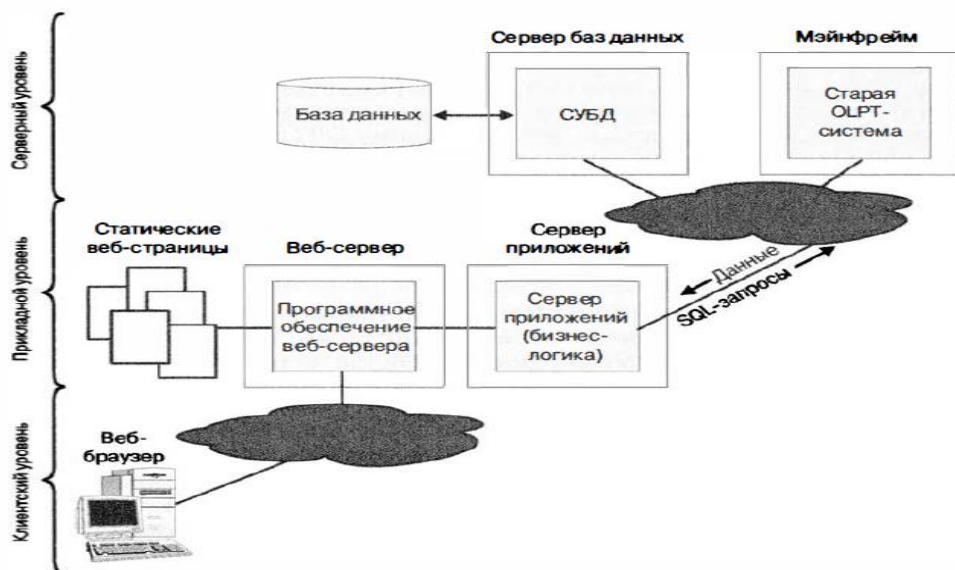 Серверный уровень
Сервер баз данных
Мэйнфрейм
База данных
СУБД
Старая
OLPT-
система
Прикладной уровень
Статические
веб-страницы
Веб-сервер
Сервер
приложений
Данные
SQL-запросы
Программное
обеспечение
веб-сервера
Сервер
приложений
(бизнес-
логика)
Клиентский уровень
Веб-
браузер